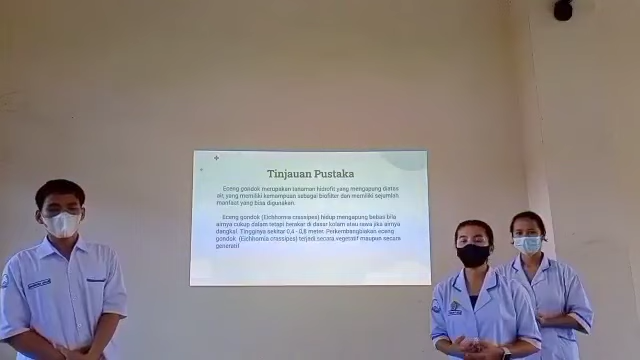 Tinjauan Pustaka
Eceng gondok merupakan tanaman hidrofit yang mengapung diatas
air, yang memiliki kemampuan sebagai biofilter dan memiliki sejumlah
manfaat yang bisa digunakan.
Eceng gondok (Eichhornia crassipes) hidup mengapung bebas bila
airnya cukup dalam tetapi berakar di dasar kolam atau rawa jika airnya
dangkal. Tingginya sekitar 0,4 - 0,8 meter. Perkembangbiakan eceng
gondok (Eichhornia crassipes) terjadi secara vegetatif maupun secara
generatif